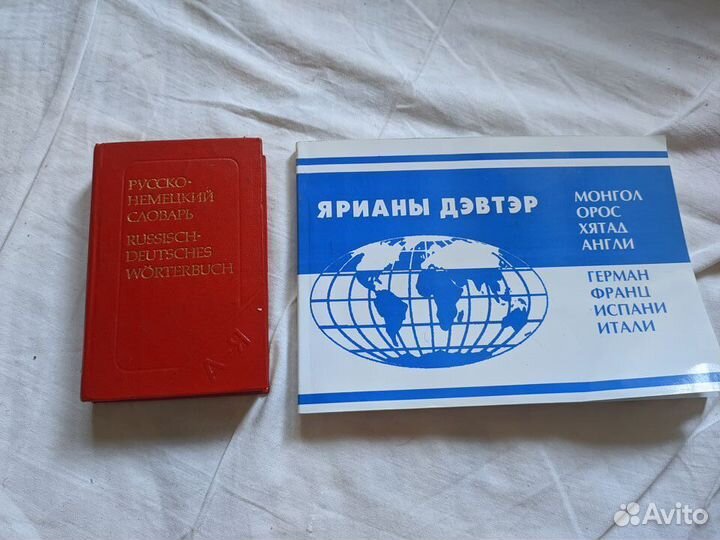 РУССКО-
НЕМЕЦКИЙ
СЛОВАРЬ
RUSSISCH-
DEUTSCHES
WÖRTERBUCH
А-Я
ЯРИАНЫ ДЭВТЭР
МОНГОЛ
ОРОС
ХЯТАД
АНГЛИ
ГЕРМАН
ФРАНЦ
ИСПАНИ
ИТАЛИ
Avito